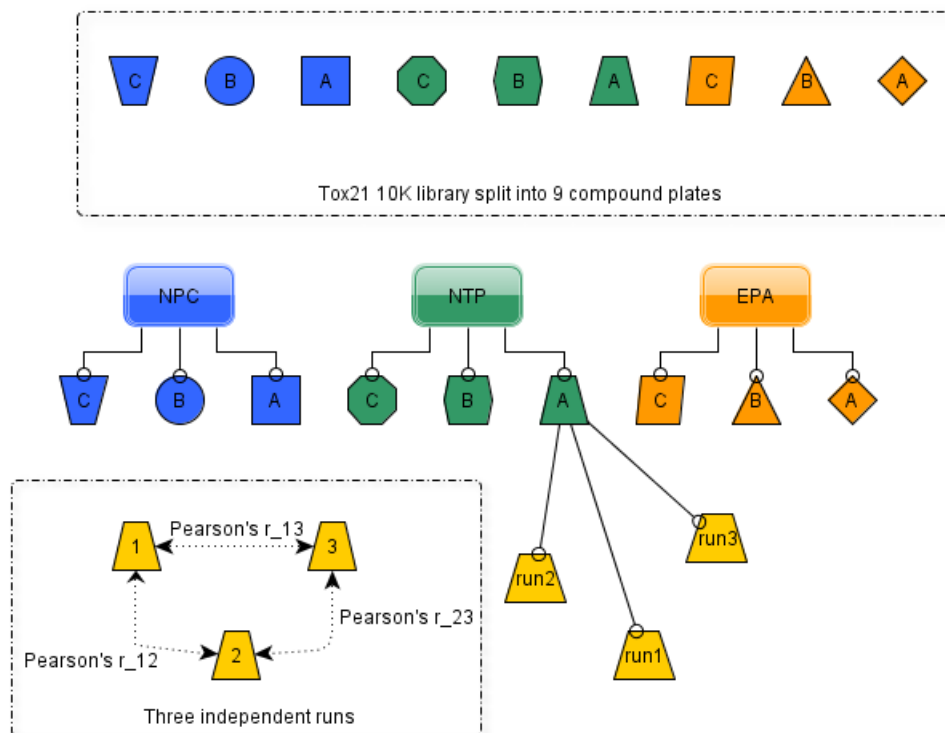 C B A C B A C B A
Tox21 10K library split into 9 compound plates
NPC NTP EPA
C B A C B A C B A
run3
run2
run1
Pearson's r_13
1 3
Pearson's r_23
2
Pearson's r_12
Three independent runs